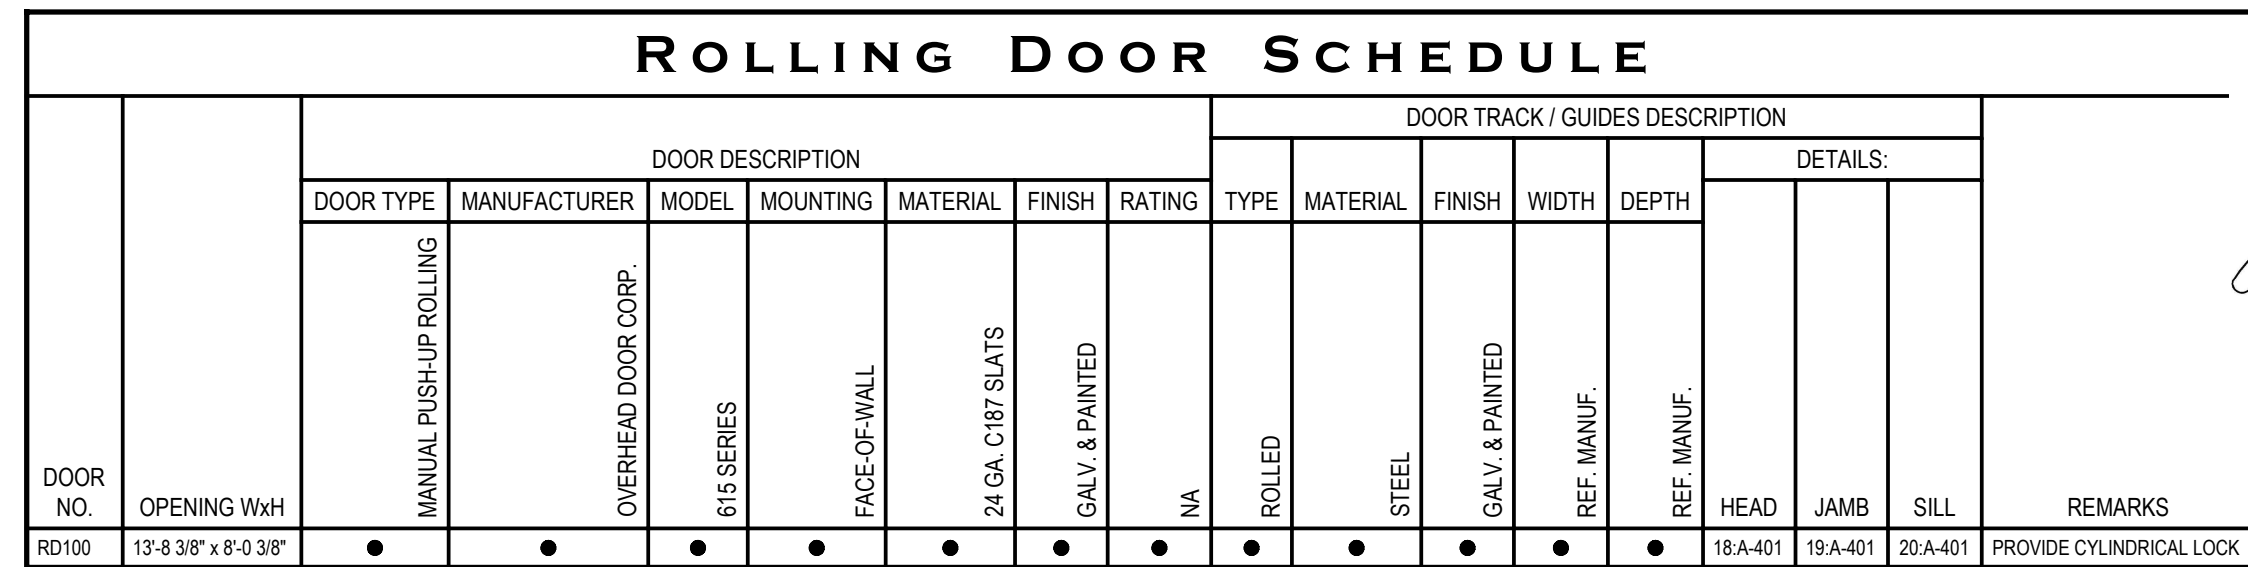 ROLLING DOOR SCHEDULE
DOOR TRACK / GUIDES DESCRIPTION
DOOR DESCRIPTION
DETAILS:
DOOR TYPE MANUFACTURER MODEL MOUNTING MATERIAL FINISH RATING TYPE MATERIAL FINISH WIDTH DEPTH
MANUAL PUSH-UP ROLLING
OVERHEAD DOOR CORP.
615 SERIES
FACE-OF-WALL
24 GA. C187 SLATS
GALV. & PAINTED
NA
ROLLED
STEEL
GALV. & PAINTED
REF. MANUF.
REF. MANUF.
DOOR
NO. OPENING WxH HEAD JAMB SILL REMARKS
RD100 13'-8 3/8" x 8'-0 3/8" ● ● ● ● ● ● ● ● ● ● ● ● 18:A-401 19:A-401 20:A-401 PROVIDE CYLINDRICAL LOCK